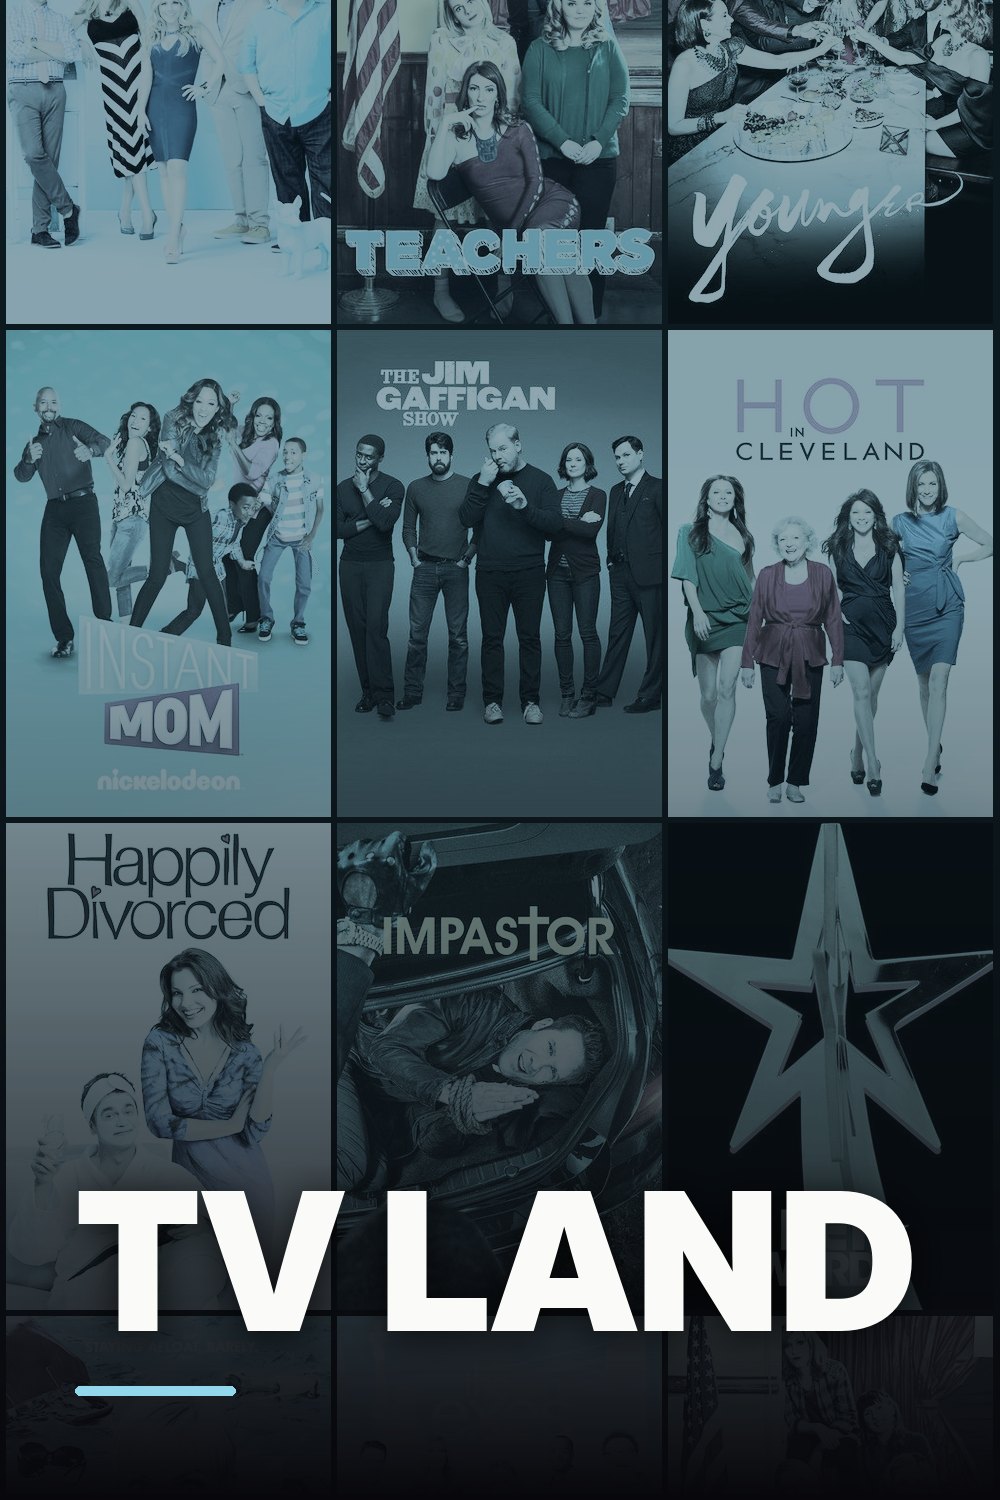 TEACHERS
younger
THE JIM
GAFFIGAN
SHOW
HOT
IN
CLEVELAND
INSTANT
MOM
nickelodeon
Happily
Divorced
IMPASTOR
TV LAND